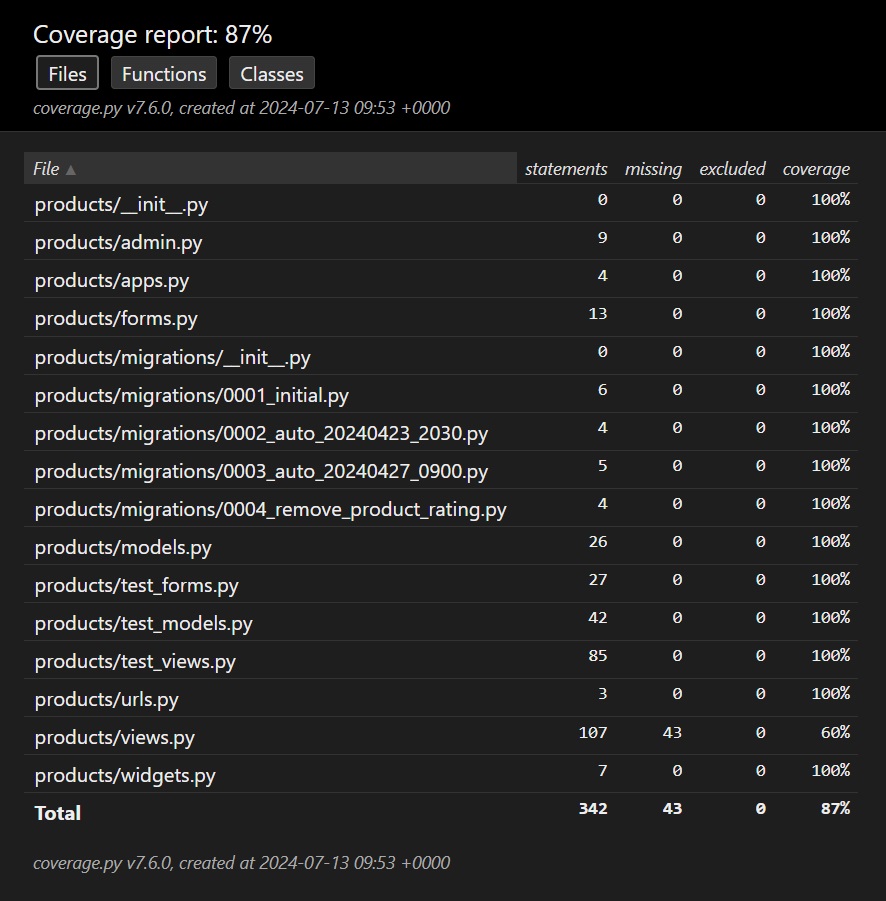 Coverage report: 87%
Files Functions Classes
coverage.py v7.6.0, created at 2024-07-13 09:53 +0000
File ▲ statements missing excluded coverage
products/__init__.py 0 0 0 100%
products/admin.py 9 0 0 100%
products/apps.py 4 0 0 100%
products/forms.py 13 0 0 100%
products/migrations/__init__.py 0 0 0 100%
products/migrations/0001_initial.py 6 0 0 100%
products/migrations/0002_auto_20240423_2030.py 4 0 0 100%
products/migrations/0003_auto_20240427_0900.py 5 0 0 100%
products/migrations/0004_remove_product_rating.py 4 0 0 100%
products/models.py 26 0 0 100%
products/test_forms.py 27 0 0 100%
products/test_models.py 42 0 0 100%
products/test_views.py 85 0 0 100%
products/urls.py 3 0 0 100%
products/views.py 107 43 0 60%
products/widgets.py 7 0 0 100%
Total 342 43 0 87%
coverage.py v7.6.0, created at 2024-07-13 09:53 +0000